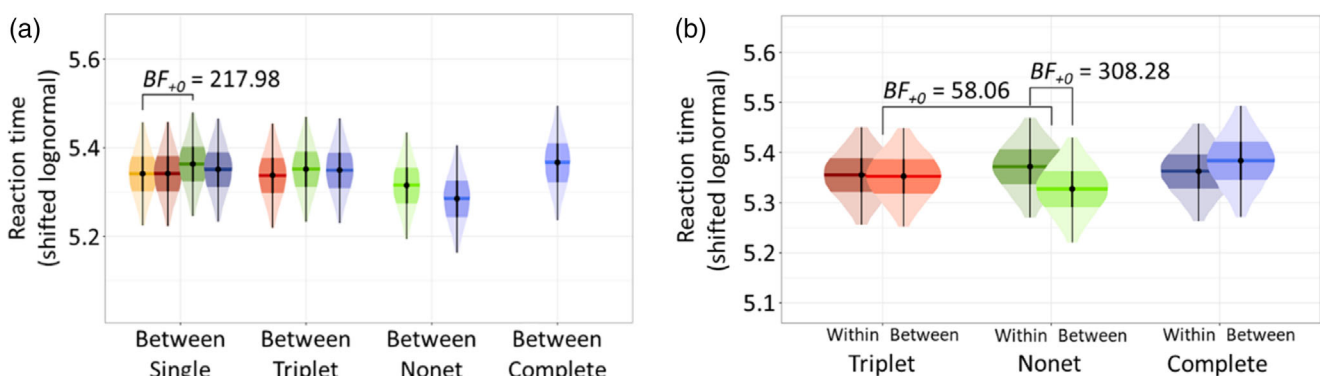 (a)
Reaction time
(shifted lognormal)
5.6
5.4
5.2
BF+0 = 217.98
Between Between Between Between
Single Triplet Nonet Complete
(b)
Reaction time
(shifted lognormal)
5.6
5.5
5.4
5.3
5.2
5.1
BF+0 = 58.06
BF+0 = 308.28
Within Between Within Between Within Between
Triplet Nonet Complete